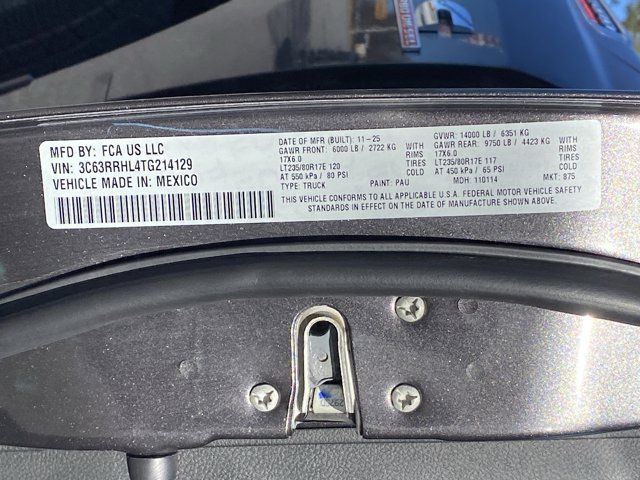 MFD BY: FCA US LLC
VIN: 3C63RRHL4TG214129
VEHICLE MADE IN: MEXICO
DATE OF MFR (BUILT): 11-25
GAWR FRONT: 6000 LB / 2722 KG WITH
17X6.0 RIMS
LT235/80R17E 120 TIRES
AT 550 kPa / 80 PSI COLD
TYPE: TRUCK PAINT: PAU
GVWR: 14000 LB / 6351 KG
GAWR REAR: 9750 LB / 4423 KG
17X6.0 WITH
RIMS
LT235/80R17E 117 TIRES
AT 450 kPa / 65 PSI COLD
MDH: 110114 MKT: 875
THIS VEHICLE CONFORMS TO ALL APPLICABLE U.S.A. FEDERAL MOTOR VEHICLE SAFETY
STANDARDS IN EFFECT ON THE DATE OF MANUFACTURE SHOWN ABOVE.